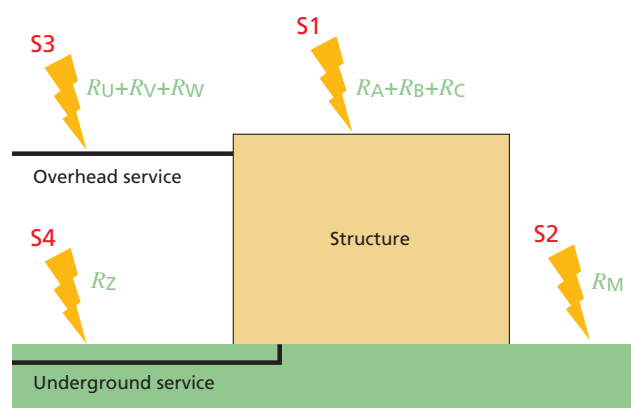 S1
S3
RU+RV+RW
RA+RB+RC
Overhead service
Structure
S4
S2
RZ
RM
Underground service